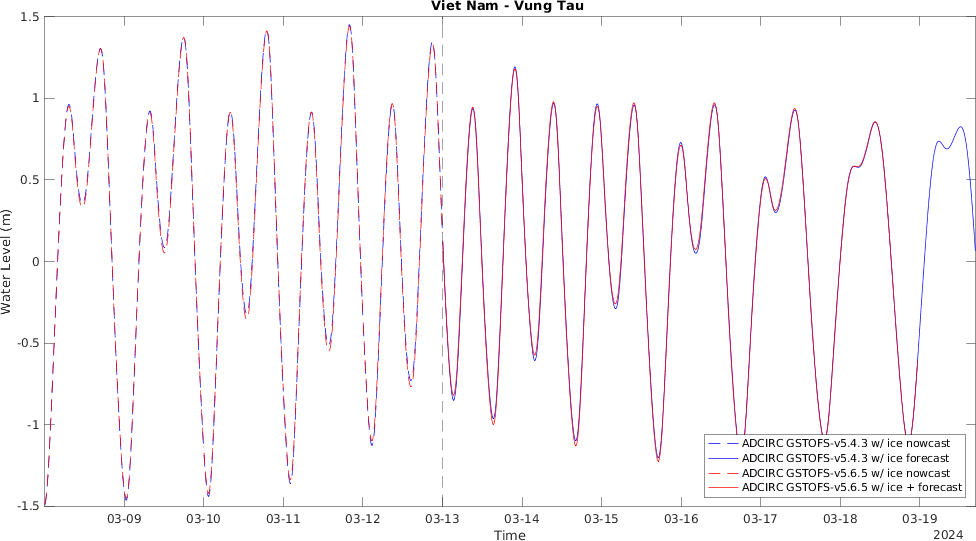 Viet Nam - Vung Tau
1.5
1
0.5
0
-0.5
-1
-1.5
Water Level (m)
ADCIRC GSTOFS-v5.4.3 w/ ice nowcast
ADCIRC GSTOFS-v5.4.3 w/ ice forecast
ADCIRC GSTOFS-v5.6.5 w/ ice nowcast
ADCIRC GSTOFS-v5.6.5 w/ ice + forecast
03-09 03-10 03-11 03-12 03-13 03-14 03-15 03-16 03-17 03-18 03-19
Time
2024